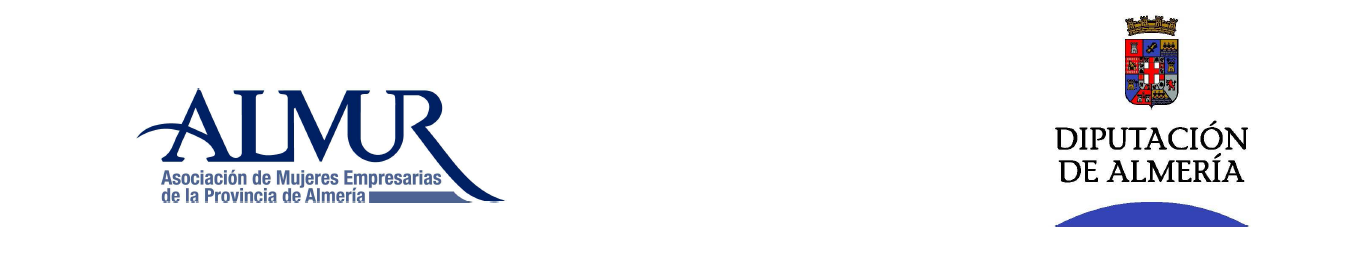 ALMUR
Asociación de Mujeres Empresarias
de la Provincia de Almería
DIPUTACIÓN
DE ALMERÍA